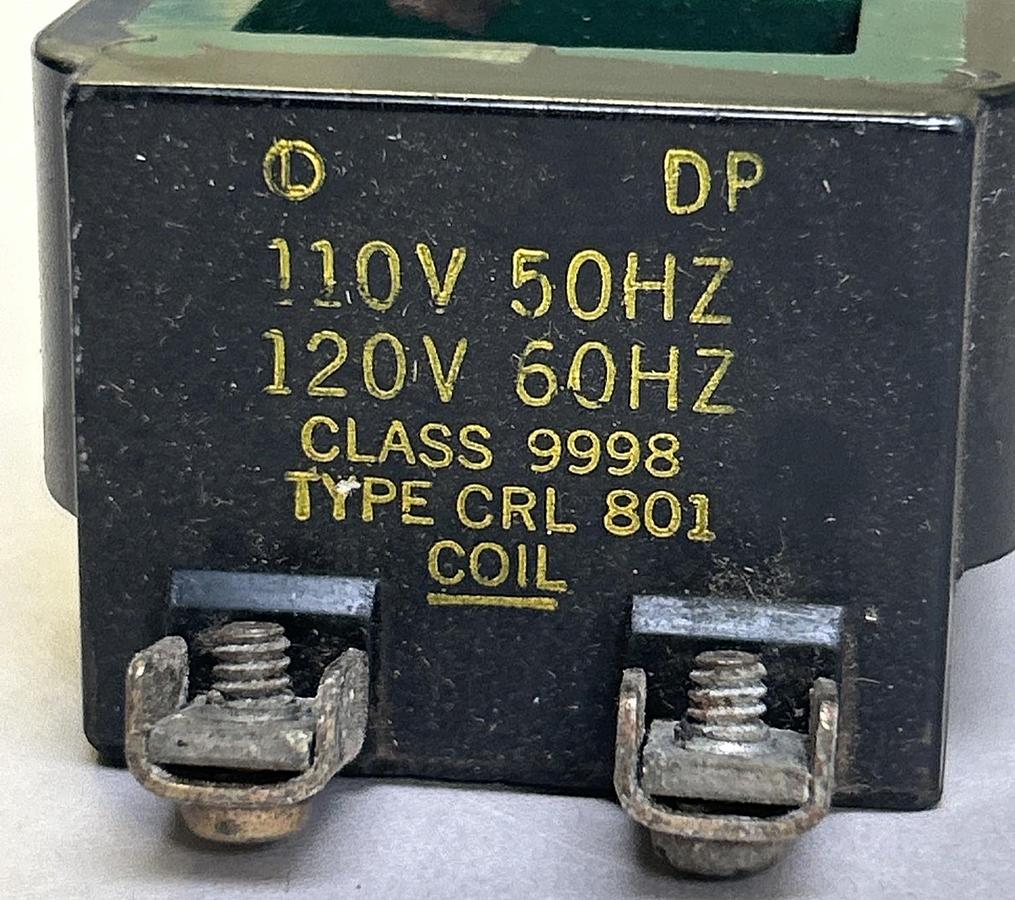 D DP
110V 50HZ
120V 60HZ
CLASS 9998
TYPE CRL 801
COIL